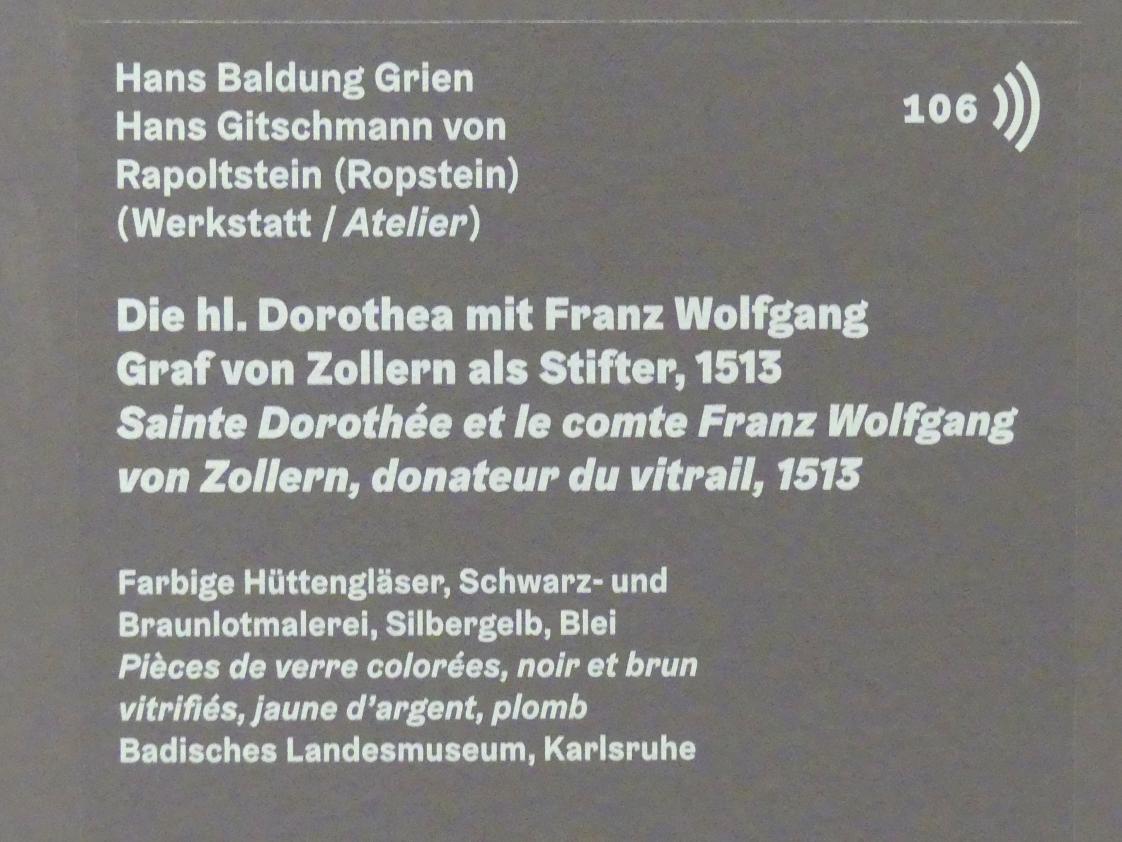 Hans Baldung Grien
Hans Gitschmann von
Rapoltstein (Ropstein)
(Werkstatt / Atelier)
106
Die hl. Dorothea mit Franz Wolfgang
Graf von Zollern als Stifter, 1513
Sainte Dorothée et le comte Franz Wolfgang
von Zollern, donateur du vitrail, 1513
Farbige Hüttengläser, Schwarz- und
Braunlotmalerei, Silbergelb, Blei
Pièces de verre colorées, noir et brun
vitrifiés, jaune d’argent, plomb
Badisches Landesmuseum, Karlsruhe